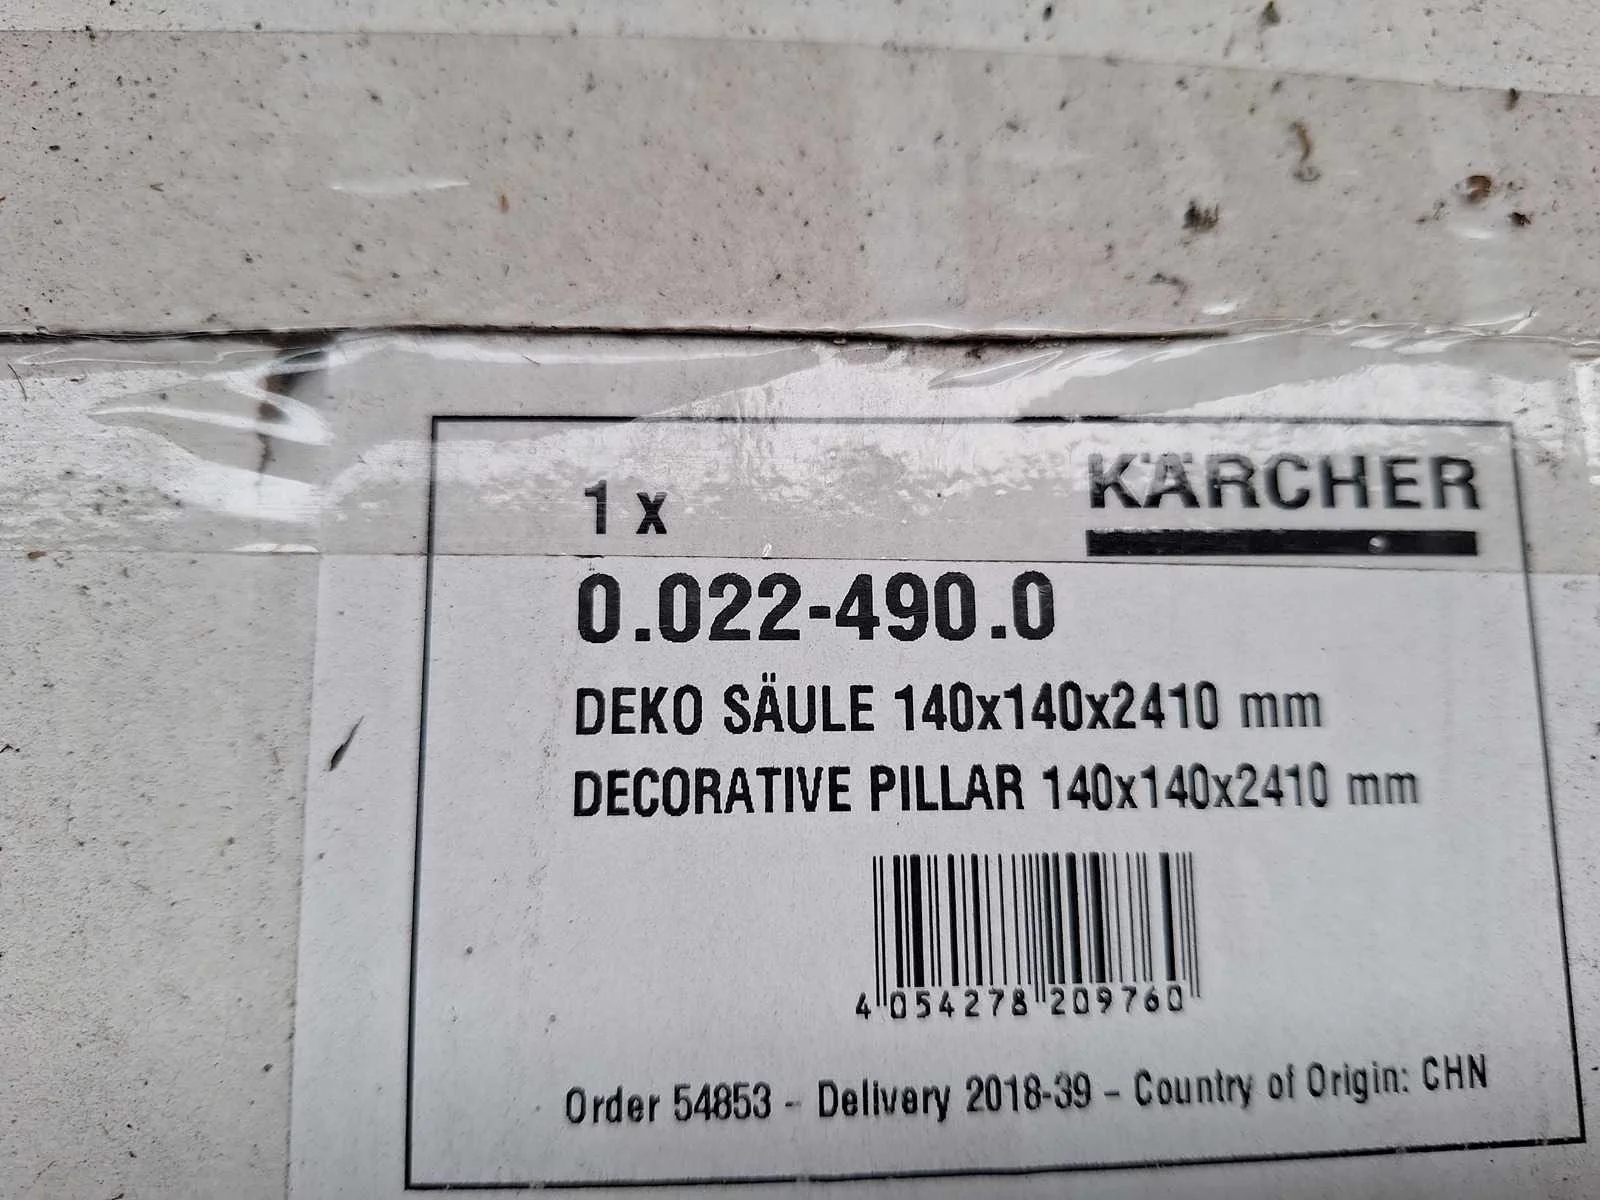 1 x
KÄRCHER
0.022-490.0
DEKO SÄULE 140x140x2410 mm
DECORATIVE PILLAR 140x140x2410 mm
4 054278 209760
Order 54853 - Delivery 2018-39 - Country of Origin: CHN